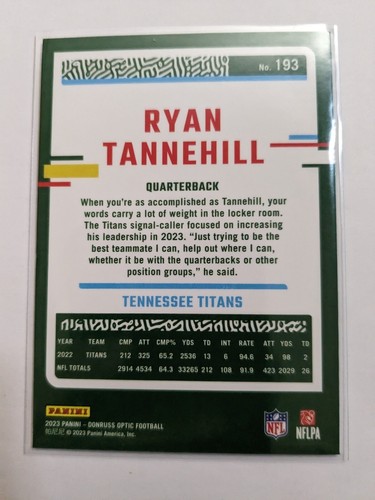 No. 193
RYAN
TANNEHILL
QUARTERBACK
When you're as accomplished as Tannehill, your
words carry a lot of weight in the locker room.
The Titans signal-caller focused on increasing
his leadership in 2023. "Just trying to be the
best teammate I can, help out where I can,
whether it be with the quarterbacks or other
position groups," he said.
TENNESSEE TITANS
YEAR TEAM CMP ATT CMP% YDS TD INT RATE ATT YDS TD
2022 TITANS 212 325 65.2 2536 13 6 94.6 34 98 2
NFL TOTALS 2914 4534 64.3 33265 212 108 91.9 423 2029 26
PANINI
2023 PANINI - DONRUSS OPTIC FOOTBALL
帕尼尼 © 2023 Panini America, Inc.
NFL
NFLPA